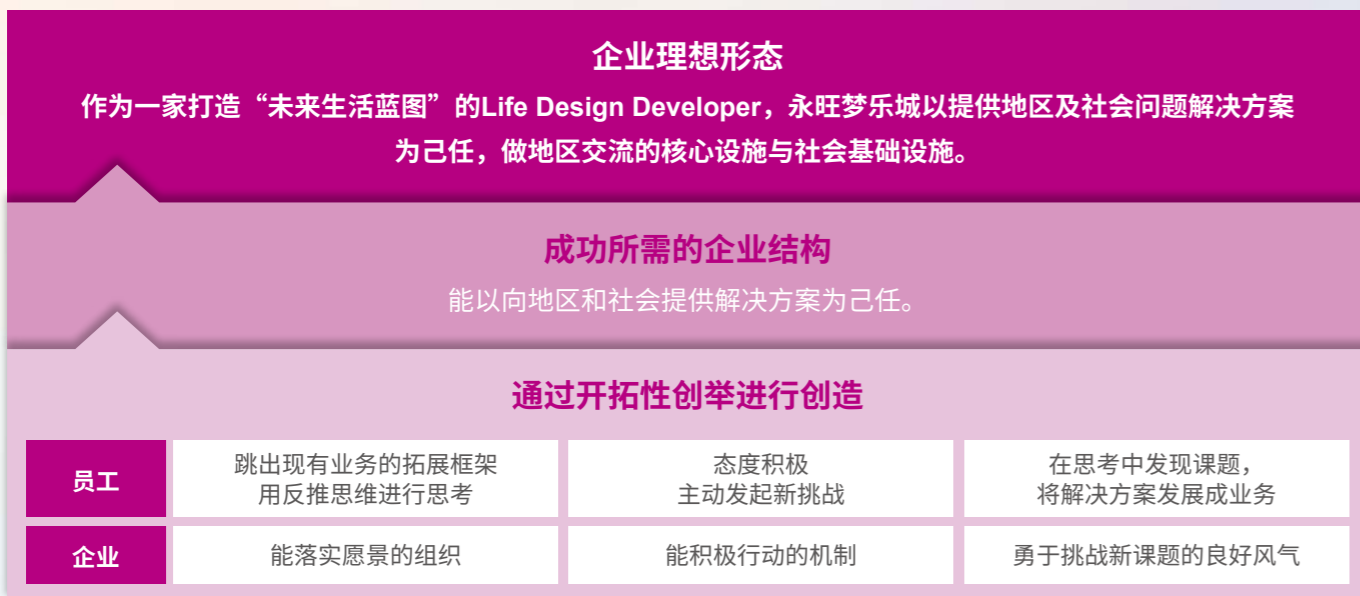 企业理想形态
作为一家打造“未来生活蓝图”的Life Design Developer，永旺梦乐城以提供地区及社会问题解决方案
为己任，做地区交流的核心设施与社会基础设施。
成功所需的企业结构
能以向地区和社会提供解决方案为己任。
通过开拓性创举进行创造
员工
跳出现有业务的拓展框架
用反推思维进行思考
态度积极
主动发起新挑战
在思考中发现课题，
将解决方案发展成业务
企业
能落实愿景的组织
能积极行动的机制
勇于挑战新课题的良好风气